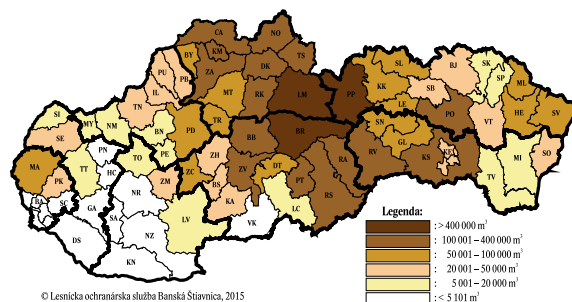 CA
NO
BY
KM
TS
PU
PB
ZA
DK
SL
BJ
SK
SP
ML
IL
MT
RK
LM
PP
KK
SB
HE
SV
TN
LE
SI
MY
NM
TR
PO
VT
SE
BN
PD
BB
BR
SN
PN
TO
PE
ZH
GL
MA
TT
HC
ZC
ZV
DT
RA
RV
KS
KE
MI
SO
PK
NR
ZM
BS
PT
TV
BA
SC
GA
SA
LV
KA
VK
LC
RS
DS
NZ
KN
Legenda:
: > 400 000 m³
: 100 001 – 400 000 m³
: 50 001 – 100 000 m³
: 20 001 – 50 000 m³
: 5 001 – 20 000 m³
: < 5 101 m³
© Lesnícka ochranárska služba Banská Štiavnica, 2015